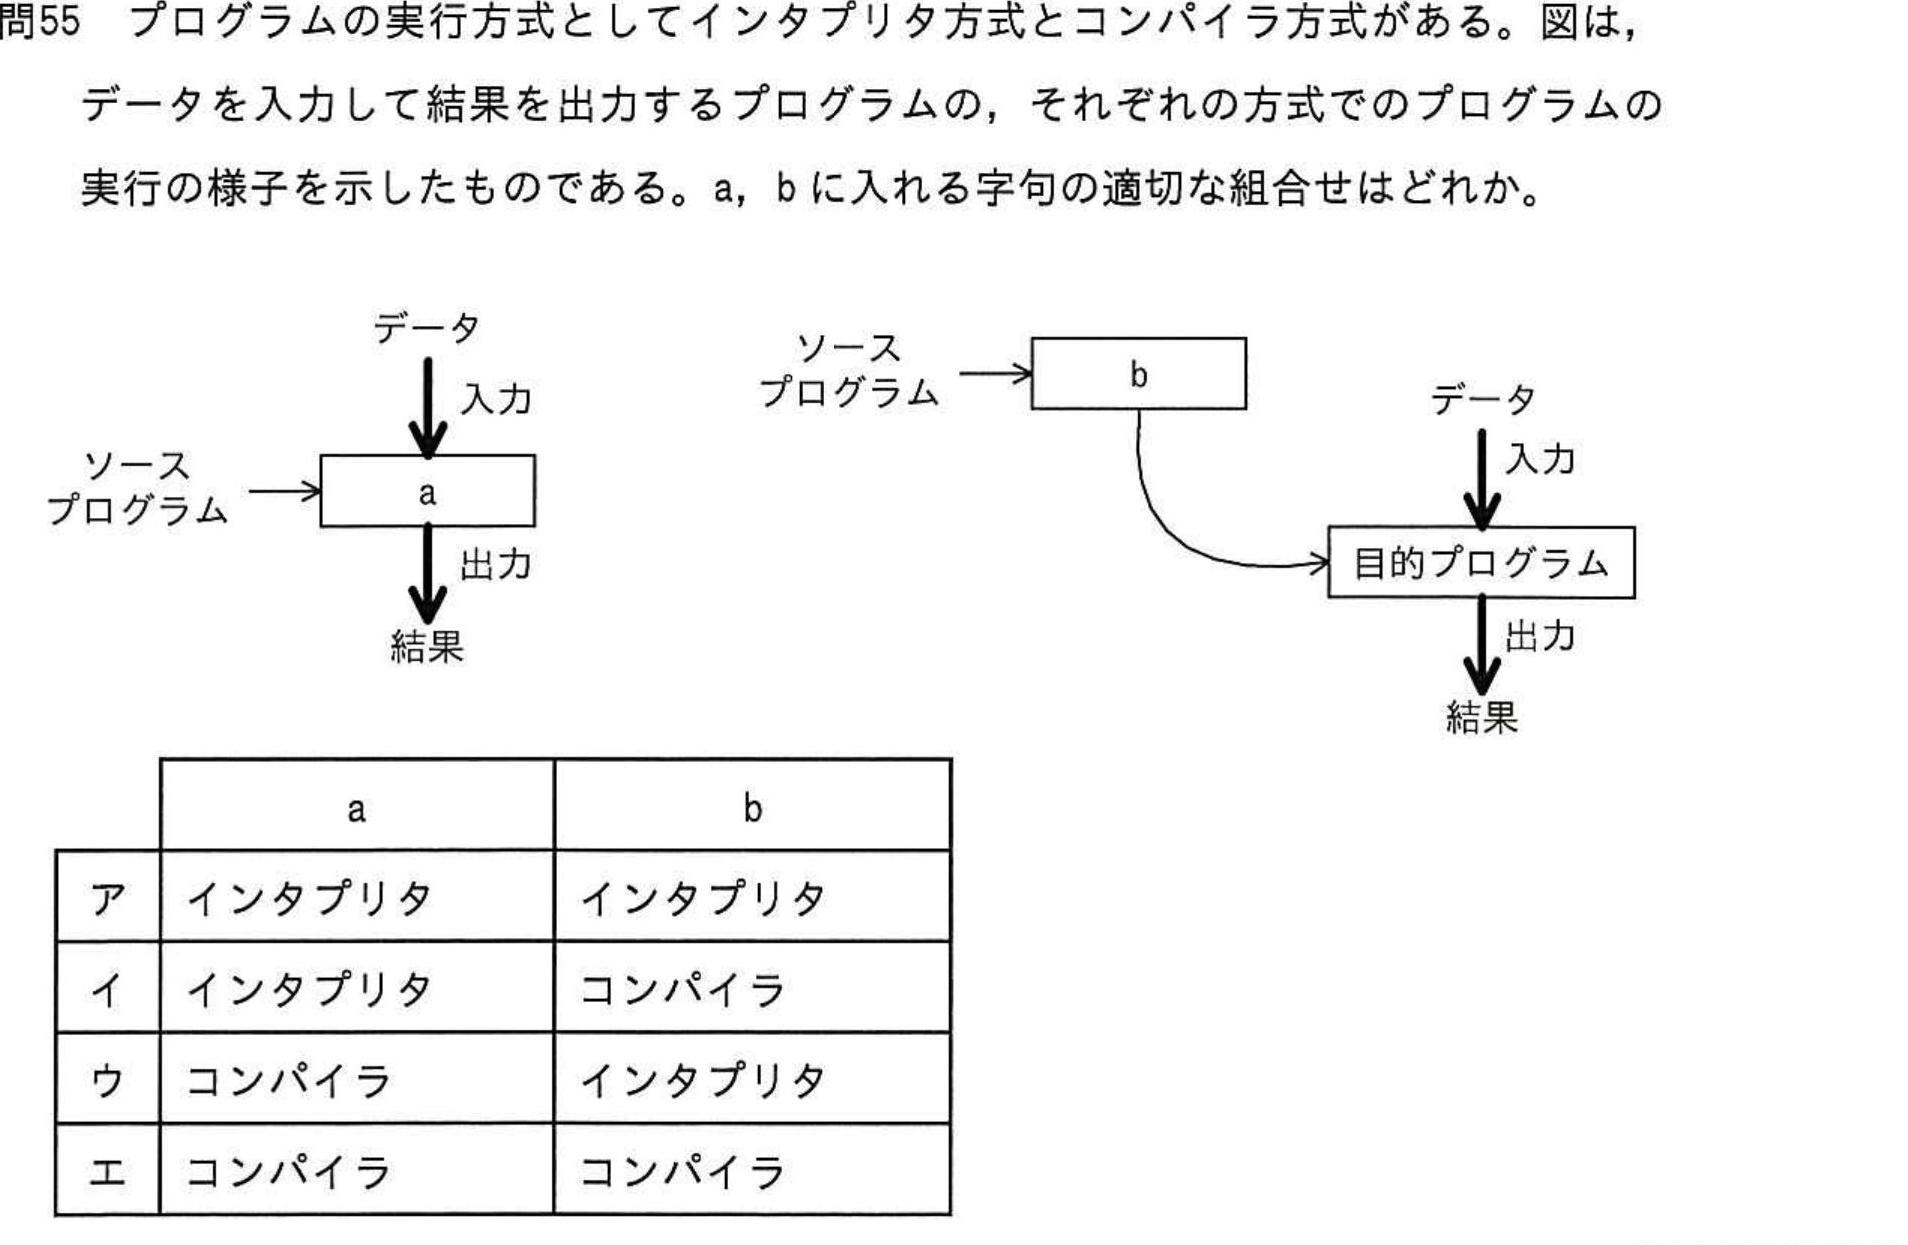 問55　プログラムの実行方式としてインタプリタ方式とコンパイラ方式がある。図は，
データを入力して結果を出力するプログラムの，それぞれの方式でのプログラムの
実行の様子を示したものである。a，b に入れる字句の適切な組合せはどれか。
データ
入力
ソース
プログラム
a
出力
結果
ソース
プログラム
b
データ
入力
目的プログラム
出力
結果
a b
ア インタプリタ インタプリタ
イ インタプリタ コンパイラ
ウ コンパイラ インタプリタ
エ コンパイラ コンパイラ